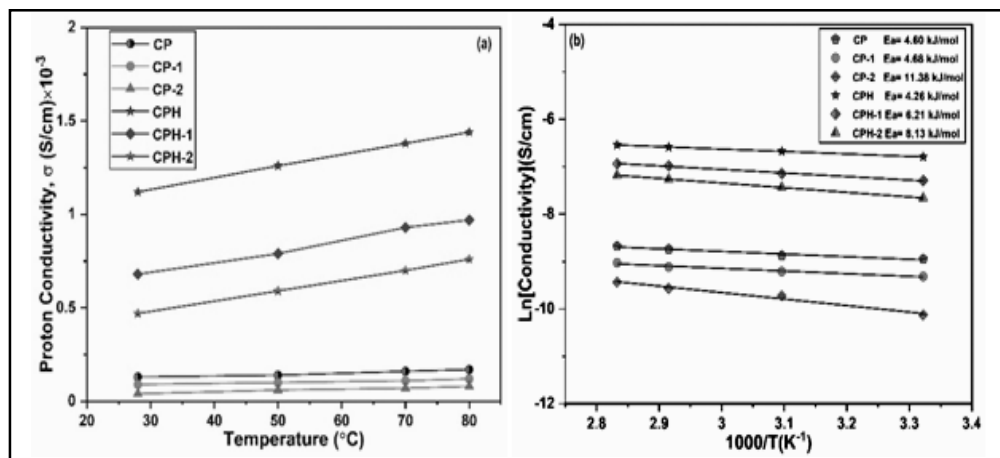 (a)
CP
CP-1
CP-2
CPH
CPH-1
CPH-2
Proton Conductivity, σ (S/cm)×10⁻³
2
1.5
1
0.5
0
20 30 40 50 60 70 80 90
Temperature (°C)
(b)
CP Ea= 4.60 kJ/mol
CP-1 Ea= 4.68 kJ/mol
CP-2 Ea= 11.38 kJ/mol
CPH Ea= 4.26 kJ/mol
CPH-1 Ea= 6.21 kJ/mol
CPH-2 Ea= 8.13 kJ/mol
Ln[Conductivity](S/cm)
-4
-6
-8
-10
-12
2.8 2.9 3 3.1 3.2 3.3 3.4
1000/T(K⁻¹)